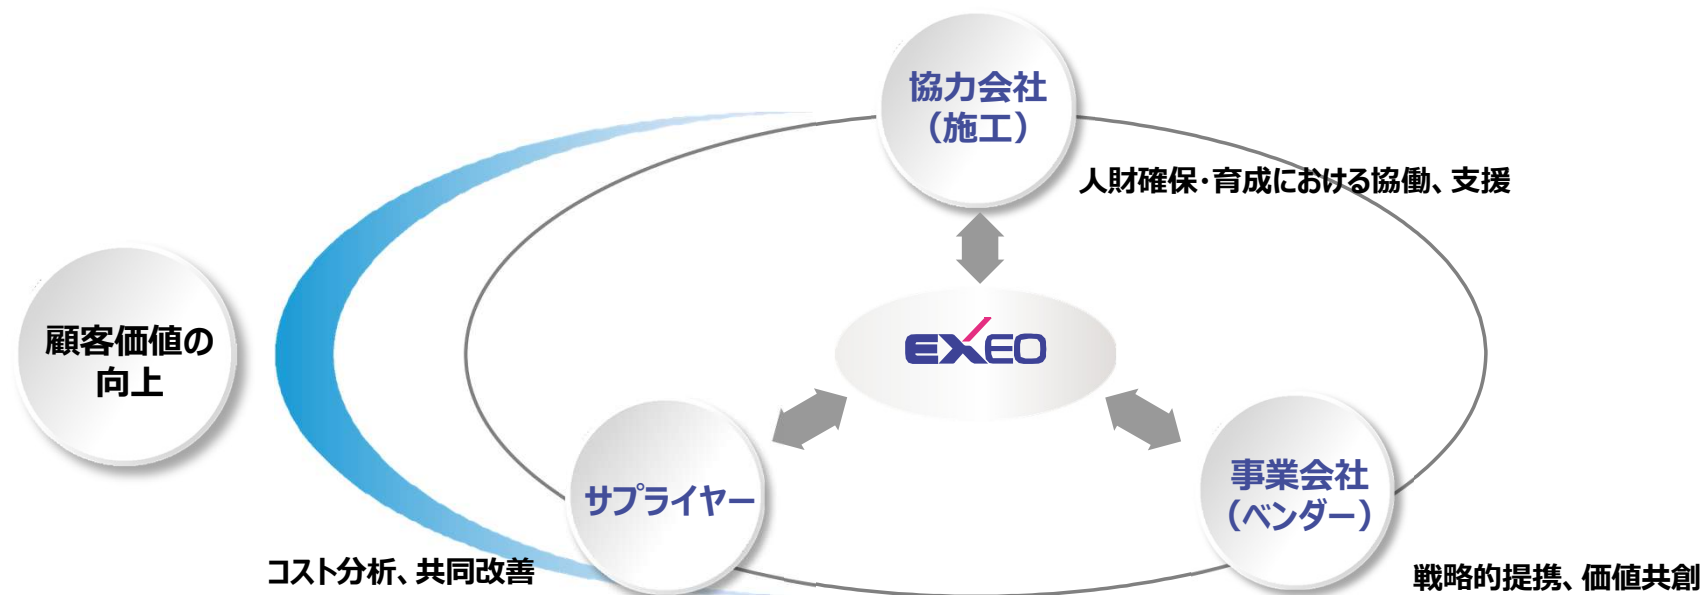 協力会社
（施工）
人財確保・育成における協働、支援
顧客価値の
向上
EXEO
サプライヤー
コスト分析、共同改善
事業会社
（ベンダー）
戦略的提携、価値共創